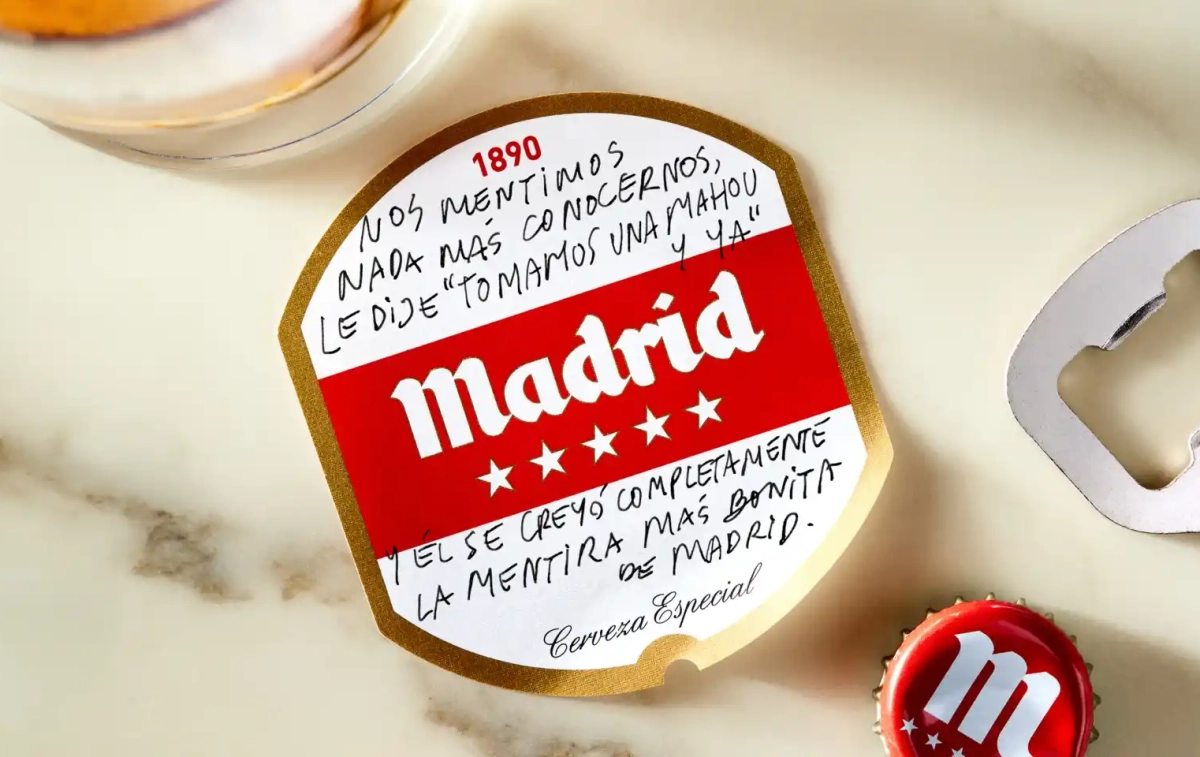 1890
NOS MENTIMOS
NADA MÁS CONOCERNOS,
LE DIJE "TOMAMOS UNA MAHOU
Y YA"
Madrid
Y ÉL SE CREYÓ COMPLETAMENTE
LA MENTIRA MÁS BONITA
DE MADRID.
Cerveza Especial
m